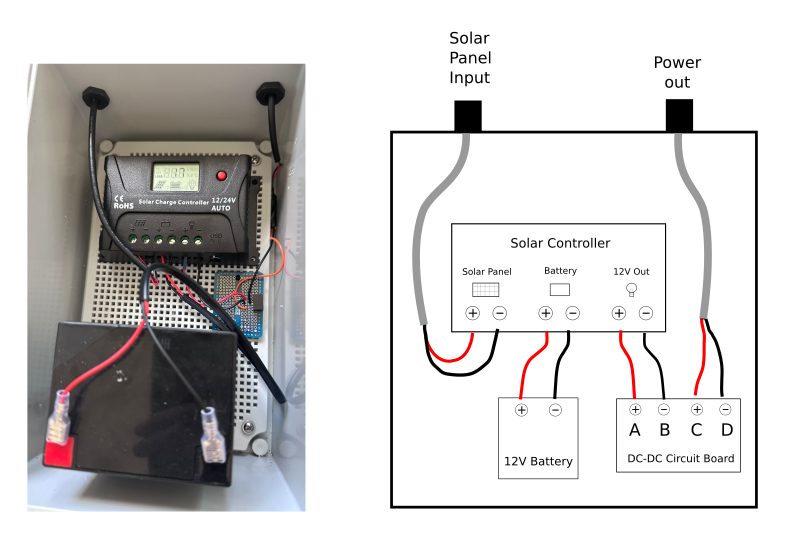 CE
RoHS
Solar Charge Controller
12/24V
AUTO
Solar
Panel
Input
Power
out
Solar Controller
Solar Panel
Battery
12V Out
+ − + − + −
+ −
12V Battery
+ − + −
A B C D
DC-DC Circuit Board